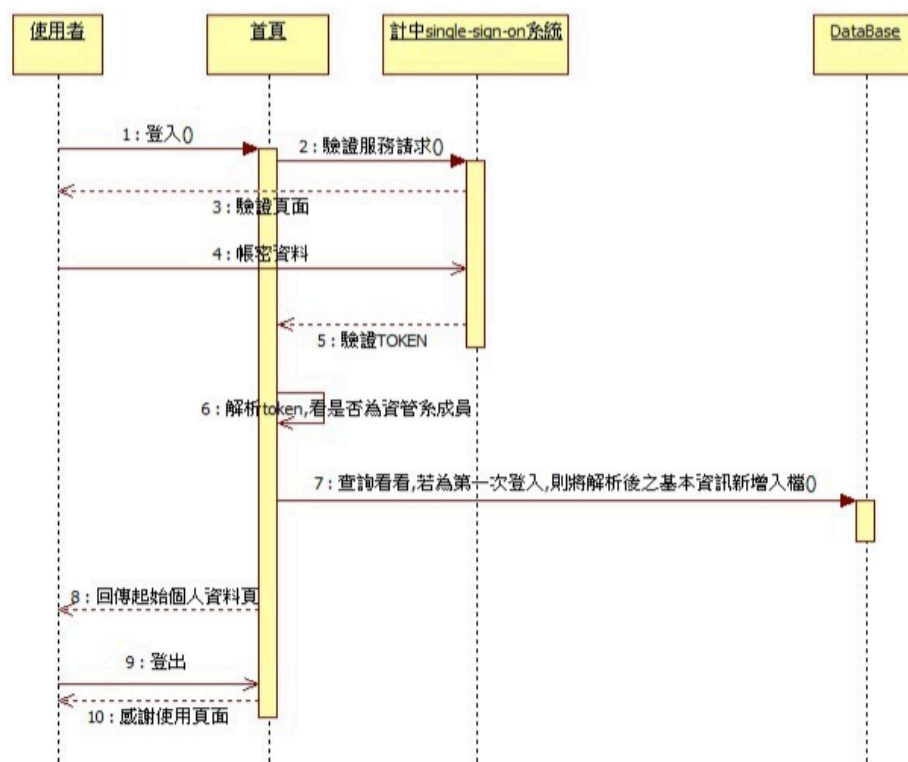 使用者
首頁
計中single-sign-on系統
DataBase
1 : 登入()
2 : 驗證服務請求()
3 : 驗證頁面
4 : 帳密資料
5 : 驗證TOKEN
6 : 解析token,看是否為資管系成員
7 : 查詢看看,若為第一次登入,則將解析後之基本資訊新增入檔()
8 : 回傳起始個人資料頁
9 : 登出
10 : 感謝使用頁面